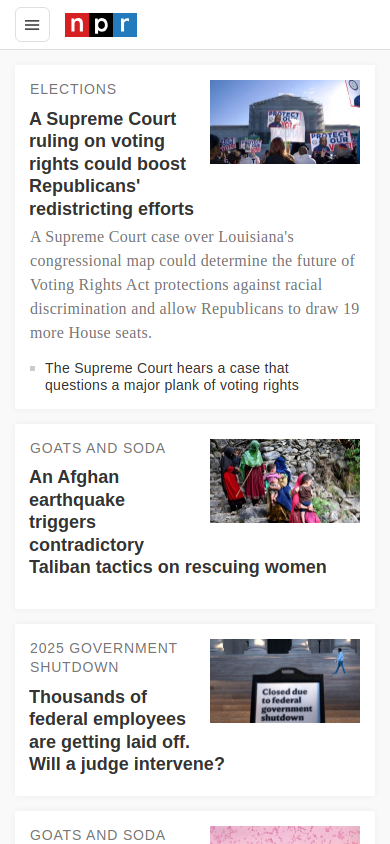 npr
ELECTIONS
A Supreme Court
ruling on voting
rights could boost
Republicans'
redistricting efforts
PROTECT
PROTECT
OUR
A Supreme Court case over Louisiana's
congressional map could determine the future of
Voting Rights Act protections against racial
discrimination and allow Republicans to draw 19
more House seats.
The Supreme Court hears a case that
questions a major plank of voting rights
GOATS AND SODA
An Afghan
earthquake
triggers
contradictory
Taliban tactics on rescuing women
2025 GOVERNMENT
SHUTDOWN
Thousands of
federal employees
are getting laid off.
Will a judge intervene?
Closed due
to federal
government
shutdown
GOATS AND SODA